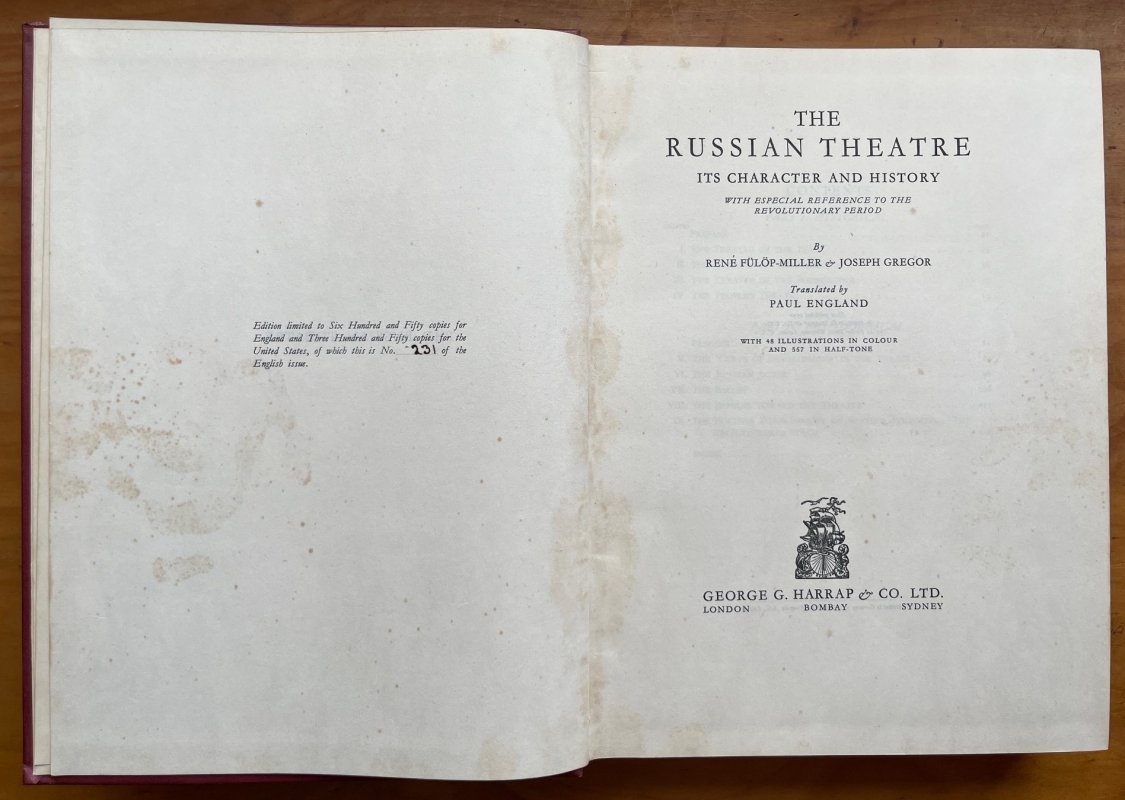 Edition limited to Six Hundred and Fifty copies for
England and Three Hundred and Fifty copies for the
United States, of which this is No. 231 of the
English issue.
THE
RUSSIAN THEATRE
ITS CHARACTER AND HISTORY
WITH ESPECIAL REFERENCE TO THE
REVOLUTIONARY PERIOD
By
RENÉ FÜLÖP-MILLER & JOSEPH GREGOR
Translated by
PAUL ENGLAND
WITH 48 ILLUSTRATIONS IN COLOUR
AND 557 IN HALF-TONE
GEORGE G. HARRAP & CO. LTD.
LONDON BOMBAY SYDNEY